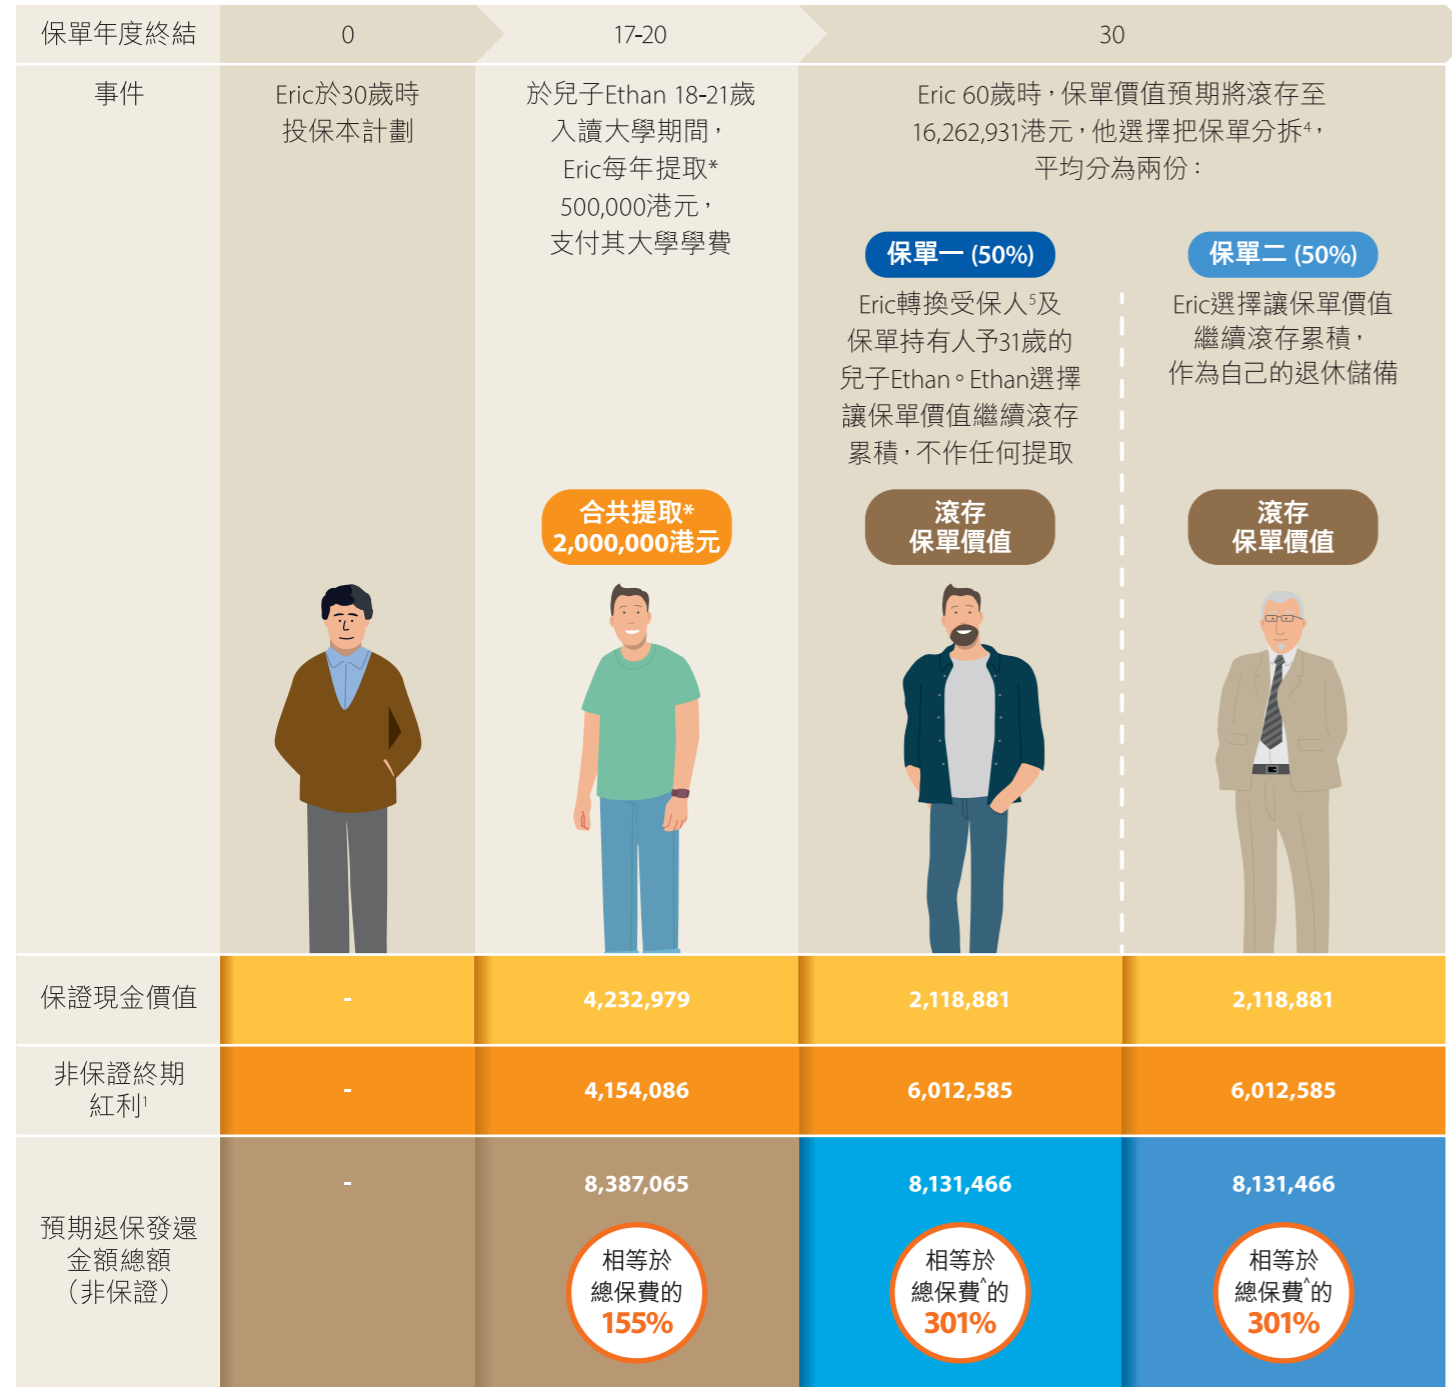 保單年度終結
0
17-20
30
事件
Eric於30歲時
投保本計劃
於兒子Ethan 18-21歲
入讀大學期間，
Eric每年提取*
500,000港元，
支付其大學學費
Eric 60歲時，保單價值預期將滾存至
16,262,931港元，他選擇把保單分拆⁴，
平均分為兩份：
保單一 (50%)
Eric轉換受保人⁵及
保單持有人予31歲的
兒子Ethan。Ethan選擇
讓保單價值繼續滾存
累積，不作任何提取
保單二 (50%)
Eric選擇讓保單價值
繼續滾存累積，
作為自己的退休儲備
合共提取*
2,000,000港元
滾存
保單價值
滾存
保單價值
保證現金價值
-
4,232,979
2,118,881
2,118,881
非保證終期
紅利¹
-
4,154,086
6,012,585
6,012,585
預期退保發還
金額總額
（非保證）
-
8,387,065
相等於
總保費的
155%
8,131,466
相等於
總保費^的
301%
8,131,466
相等於
總保費^的
301%